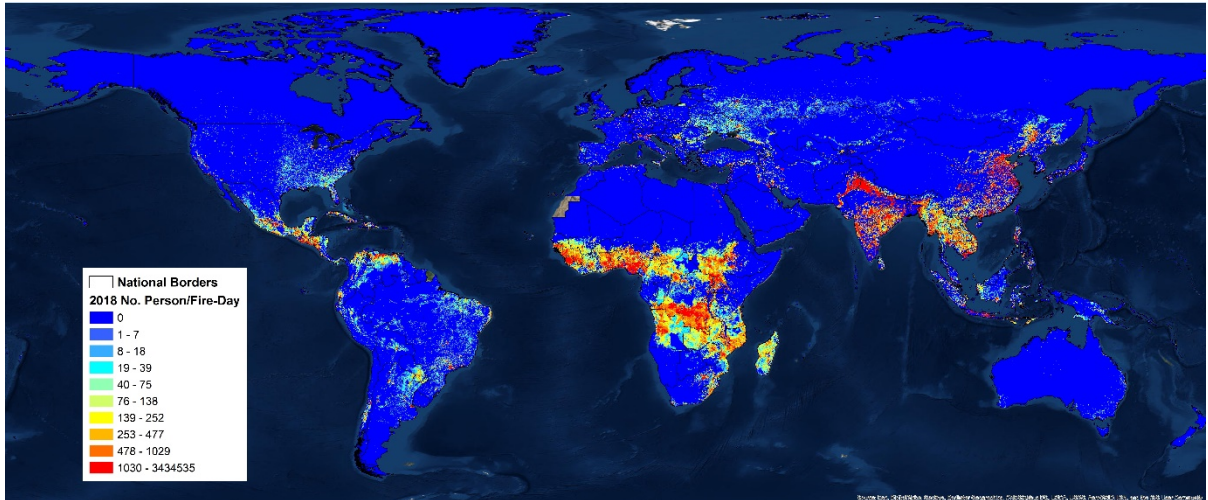 National Borders
2018 No. Person/Fire-Day
0
1 - 7
8 - 18
19 - 39
40 - 75
76 - 138
139 - 252
253 - 477
478 - 1029
1030 - 3434535